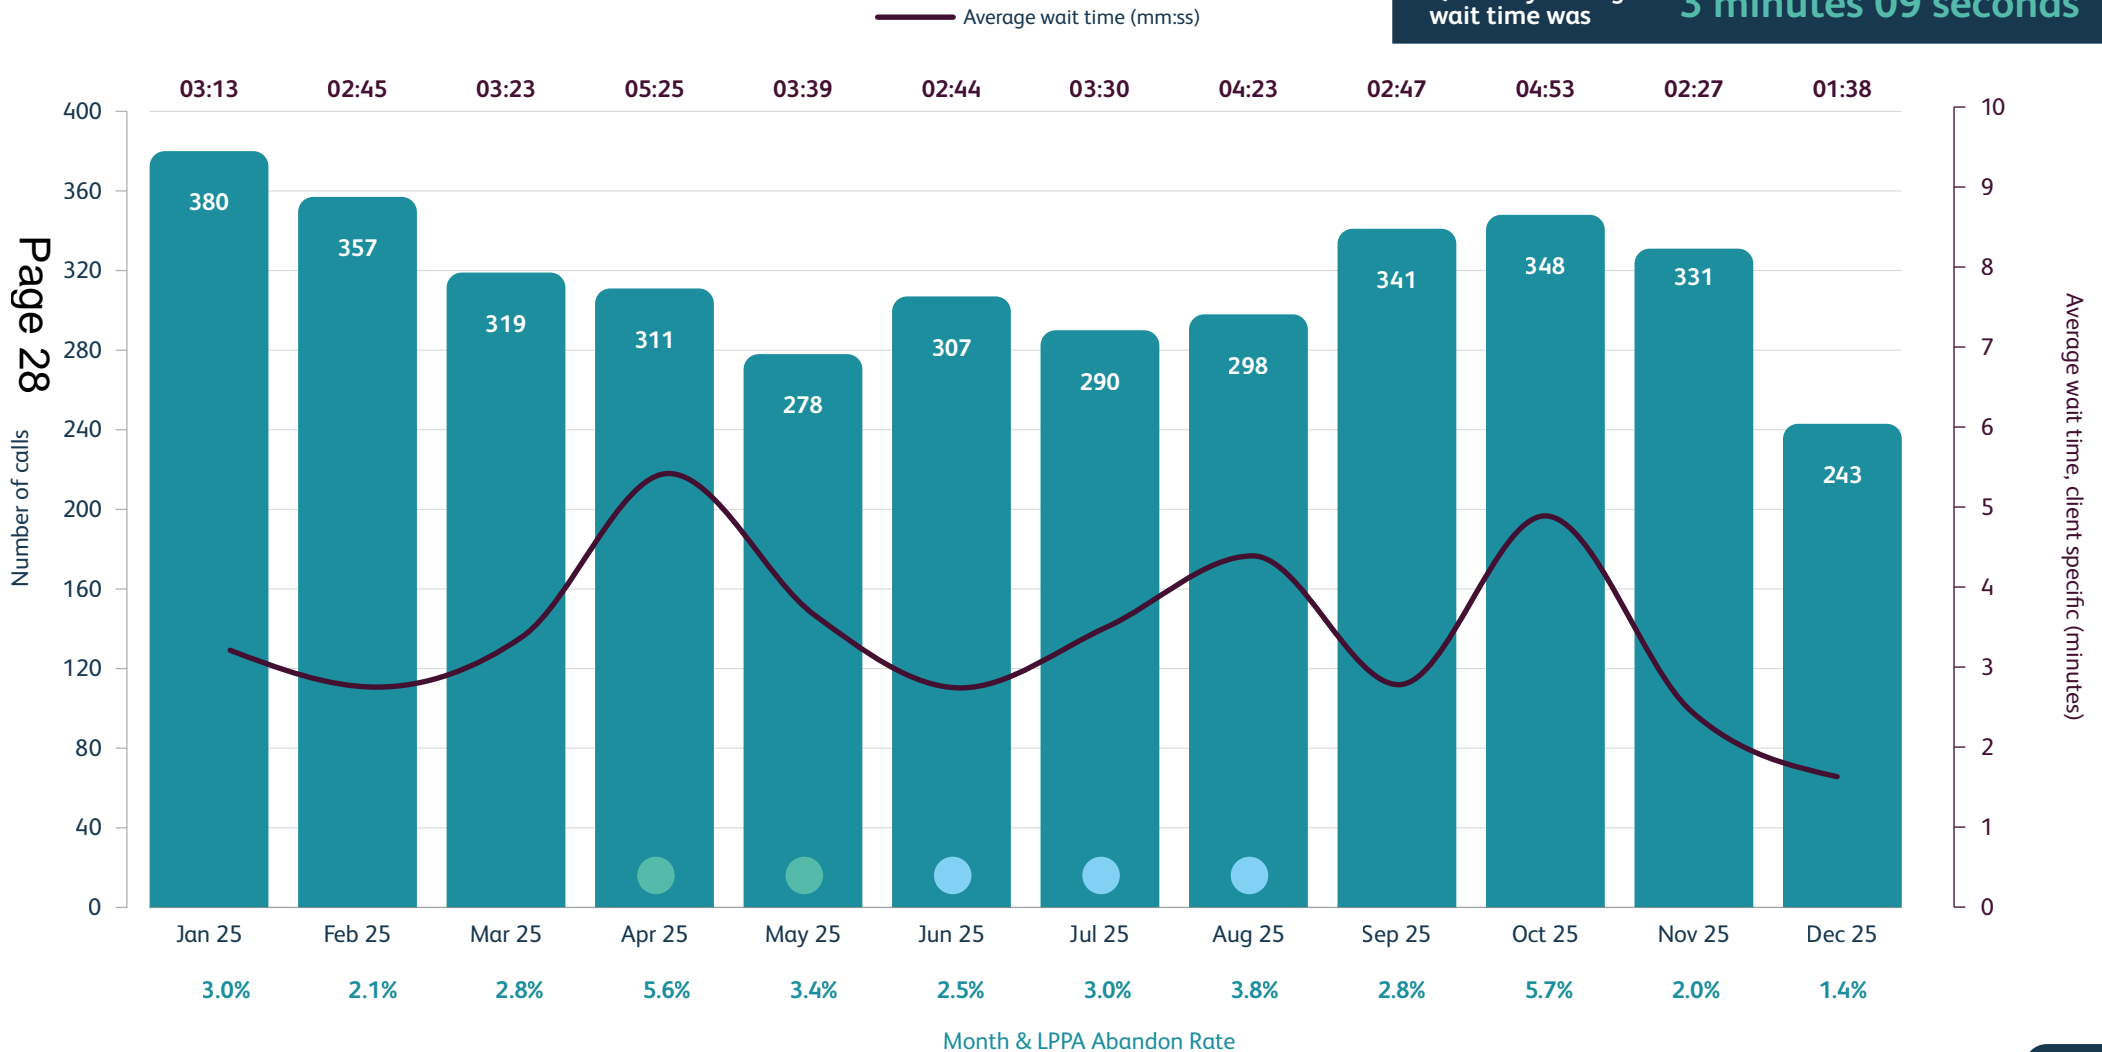 Average wait time (mm:ss)
wait time was
3 minutes 09 seconds
03:13 02:45 03:23 05:25 03:39 02:44 03:30 04:23 02:47 04:53 02:27 01:38
400
360
320
280
240
200
160
120
80
40
0
Page 28
Number of calls
380 357 319 311 278 307 290 298 341 348 331 243
10
9
8
7
6
5
4
3
2
1
0
Average wait time, client specific (minutes)
Jan 25 Feb 25 Mar 25 Apr 25 May 25 Jun 25 Jul 25 Aug 25 Sep 25 Oct 25 Nov 25 Dec 25
3.0% 2.1% 2.8% 5.6% 3.4% 2.5% 3.0% 3.8% 2.8% 5.7% 2.0% 1.4%
Month & LPPA Abandon Rate